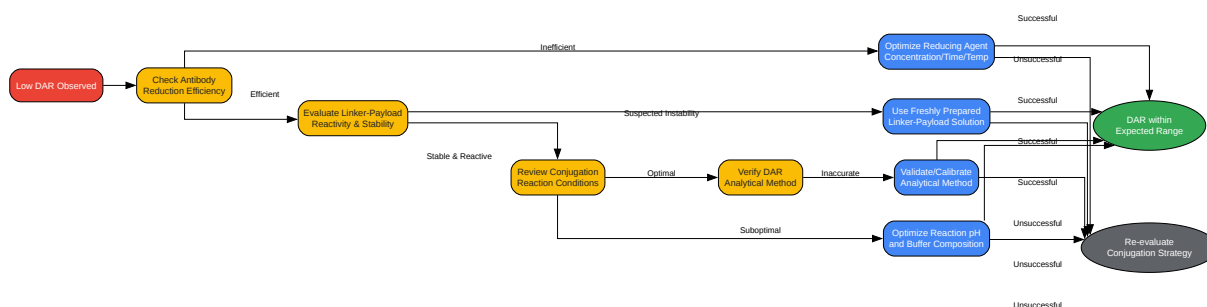 Low DAR Observed
Check Antibody
Reduction Efficiency
Inefficient
Efficient
Evaluate Linker-Payload
Reactivity & Stability
Suspected Instability
Stable & Reactive
Review Conjugation
Reaction Conditions
Optimal
Suboptimal
Verify DAR
Analytical Method
Inaccurate
Optimize Reducing Agent
Concentration/Time/Temp
Use Freshly Prepared
Linker-Payload Solution
Validate/Calibrate
Analytical Method
Optimize Reaction pH
and Buffer Composition
Successful
Unsuccessful
Successful
Successful
Successful
Unsuccessful
Unsuccessful
Unsuccessful
DAR within
Expected Range
Re-evaluate
Conjugation Strategy